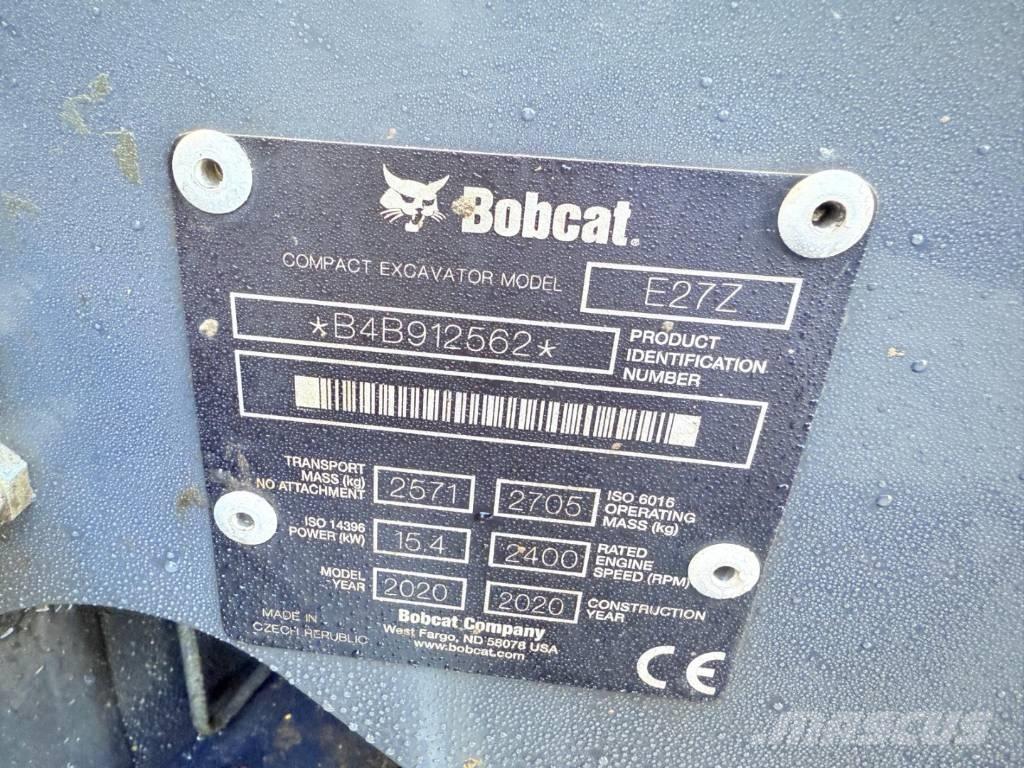 Bobcat®
COMPACT EXCAVATOR MODEL E27Z
*B4B912562*
PRODUCT
IDENTIFICATION
NUMBER
TRANSPORT
MASS (kg)
NO ATTACHMENT
2571
2705
ISO 6016
OPERATING
MASS (kg)
ISO 14396
POWER (kW)
15.4
2400
RATED
ENGINE
SPEED (RPM)
MODEL
YEAR
2020
2020
CONSTRUCTION
YEAR
MADE IN
CZECH REPUBLIC
Bobcat Company
West Fargo, ND 58078 USA
www.bobcat.com
CE
mascus